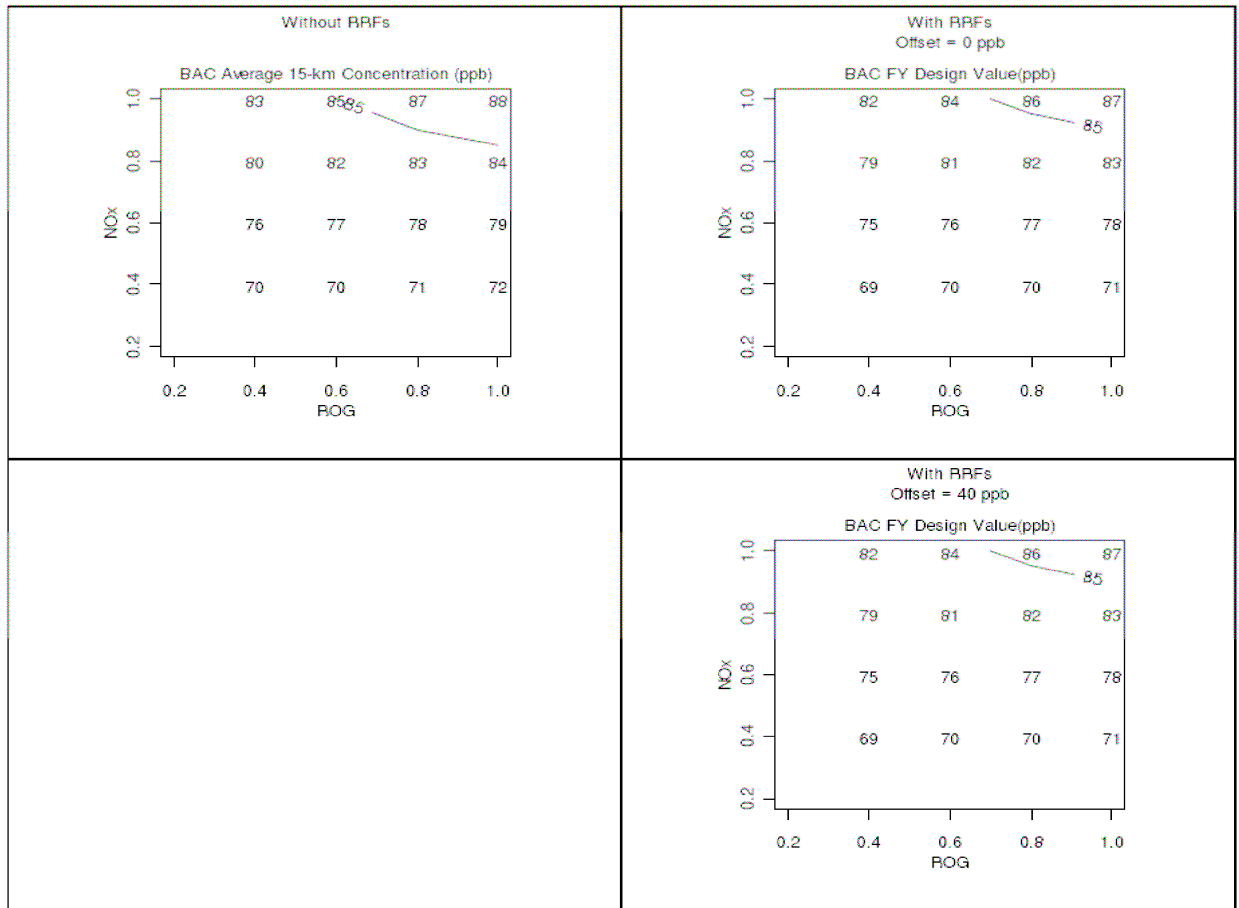 Without RRFs
BAC Average 15-km Concentration (ppb)
1.0 83 85 85 87 88
0.8 80 82 83 84
NOx
0.6 76 77 78 79
0.4 70 70 71 72
0.2
0.2 0.4 0.6 0.8 1.0
ROG
With RRFs
Offset = 0 ppb
BAC FY Design Value(ppb)
1.0 82 84 86 87
85
0.8 79 81 82 83
NOx
0.6 75 76 77 78
0.4 69 70 70 71
0.2
0.2 0.4 0.6 0.8 1.0
ROG
With RRFs
Offset = 40 ppb
BAC FY Design Value(ppb)
1.0 82 84 86 87
85
0.8 79 81 82 83
NOx
0.6 75 76 77 78
0.4 69 70 70 71
0.2
0.2 0.4 0.6 0.8 1.0
ROG